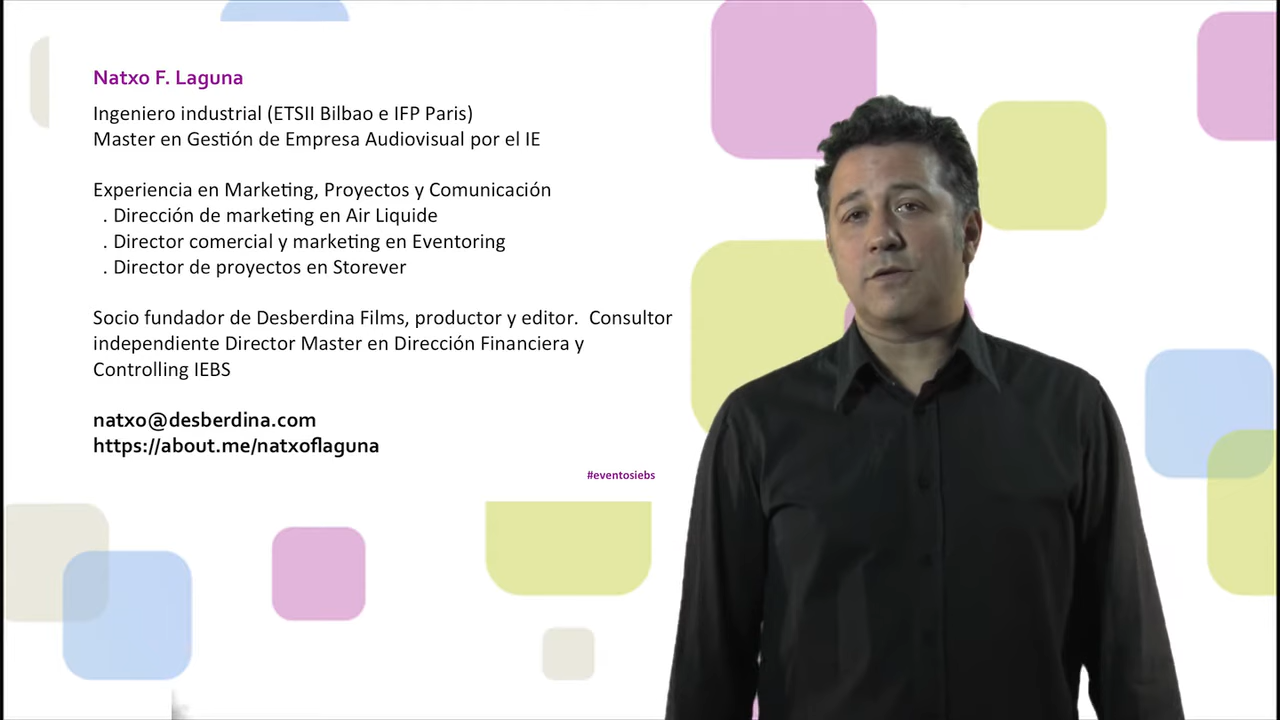 Natxo F. Laguna
Ingeniero industrial (ETSII Bilbao e IFP Paris)
Master en Gestión de Empresa Audiovisual por el IE
Experiencia en Marketing, Proyectos y Comunicación
. Dirección de marketing en Air Liquide
. Director comercial y marketing en Eventoring
. Director de proyectos en Storever
Socio fundador de Desberdina Films, productor y editor. Consultor
independiente Director Master en Dirección Financiera y
Controlling IEBS
natxo@desberdina.com
https://about.me/natxoflaguna
#eventosiebs